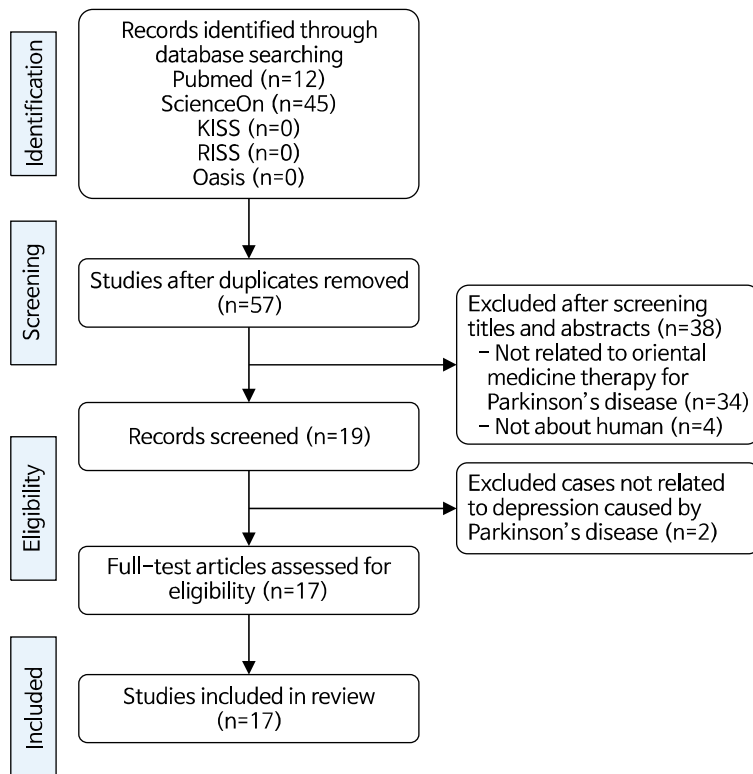 Identification
Records identified through
database searching
Pubmed (n=12)
ScienceOn (n=45)
KISS (n=0)
RISS (n=0)
Oasis (n=0)
Screening
Studies after duplicates removed
(n=57)
Excluded after screening
titles and abstracts (n=38)
– Not related to oriental
medicine therapy for
Parkinson's disease (n=34)
– Not about human (n=4)
Records screened (n=19)
Eligibility
Excluded cases not related
to depression caused by
Parkinson's disease (n=2)
Full-test articles assessed for
eligibility (n=17)
Included
Studies included in review
(n=17)